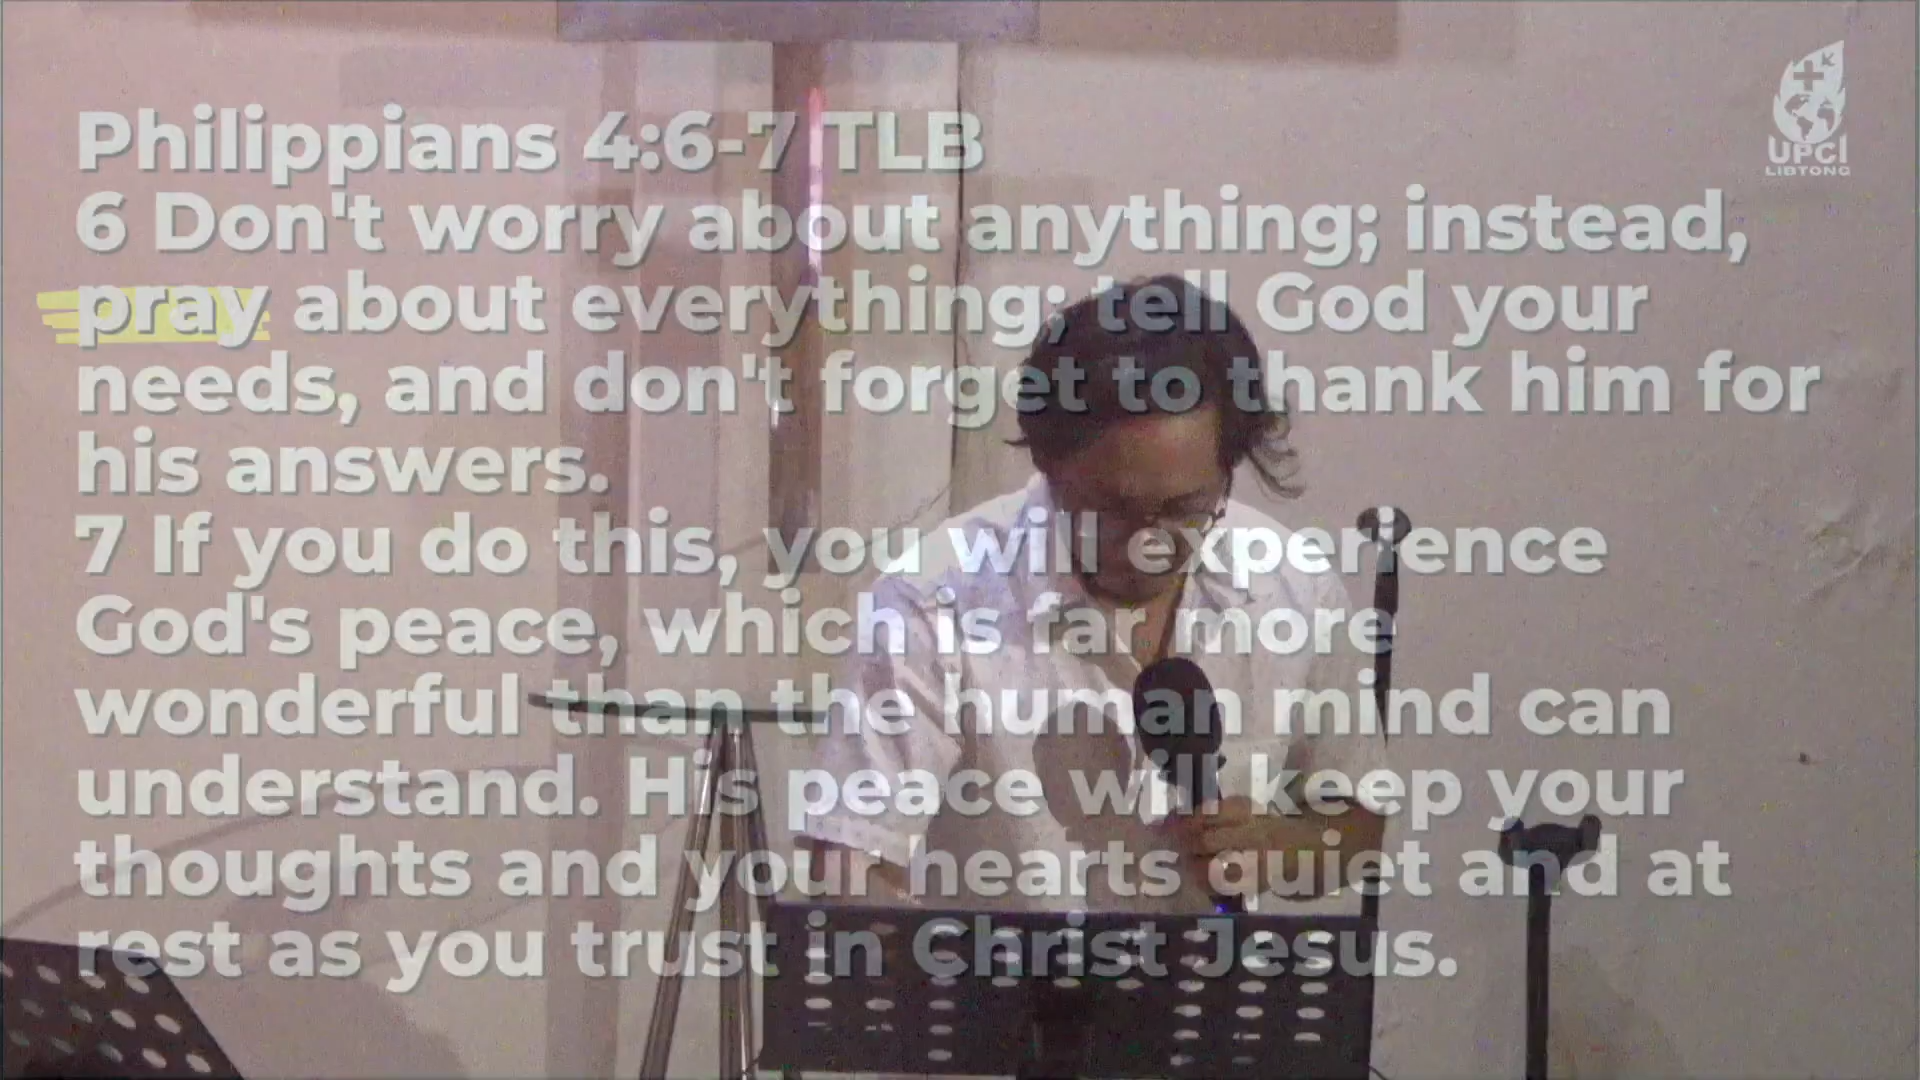 Philippians 4:6-7 TLB
6 Don't worry about anything; instead,
pray about everything; tell God your
needs, and don't forget to thank him for
his answers.
7 If you do this, you will experience
God's peace, which is far more
wonderful than the human mind can
understand. His peace will keep your
thoughts and your hearts quiet and at
rest as you trust in Christ Jesus.
UPCI
LIBTONG